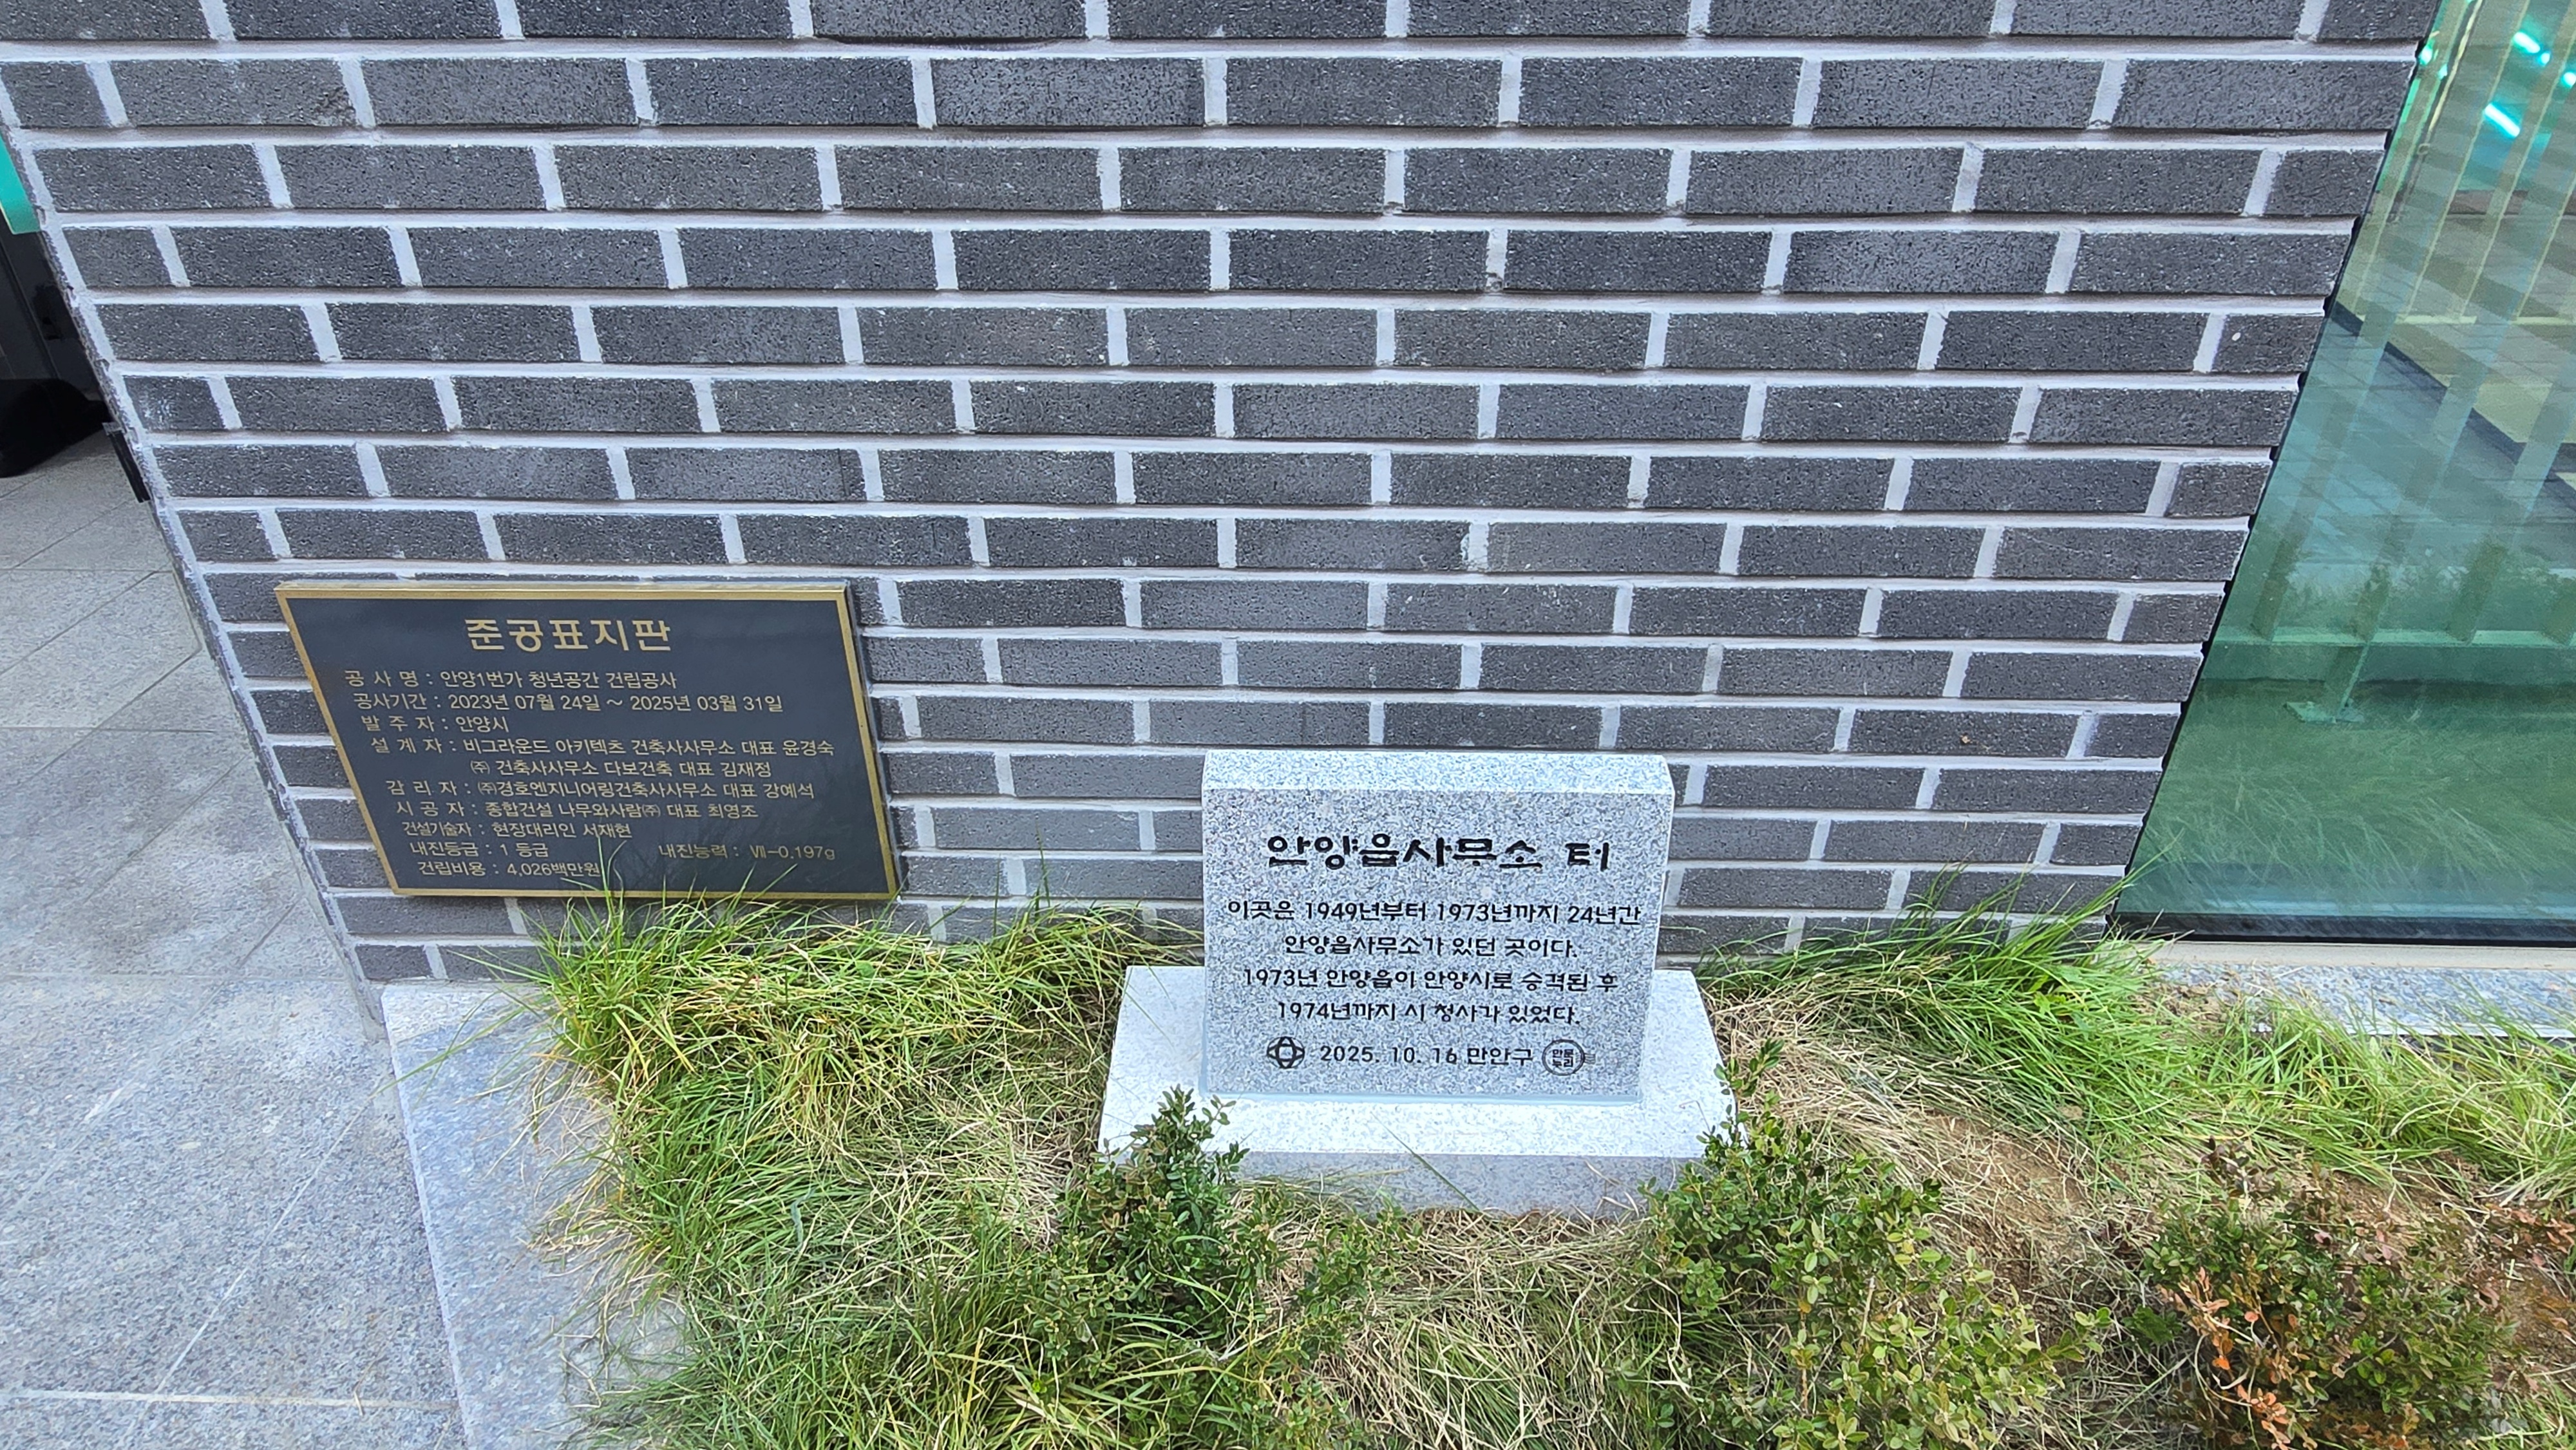 준공표지판
공 사 명 : 안양1번가 청년공간 건립공사
공사기간 : 2023년 07월 24일 ~ 2025년 03월 31일
발 주 자 : 안양시
설 계 자 : 비그라운드 아키텍츠 건축사사무소 대표 윤경숙
㈜ 건축사사무소 다보건축 대표 김재정
감 리 자 : ㈜경호엔지니어링건축사사무소 대표 강예석
시 공 자 : 종합건설 나무와사람㈜ 대표 최영조
건설기술자 : 현장대리인 서재현
내진등급 : 1 등급 내진능력 : Ⅶ-0.197g
건립비용 : 4,026백만원
안양읍사무소 터
이곳은 1949년부터 1973년까지 24년간
안양읍사무소가 있던 곳이다.
1973년 안양읍이 안양시로 승격된 후
1974년까지 시 청사가 있었다.
2025. 10. 16 만안구